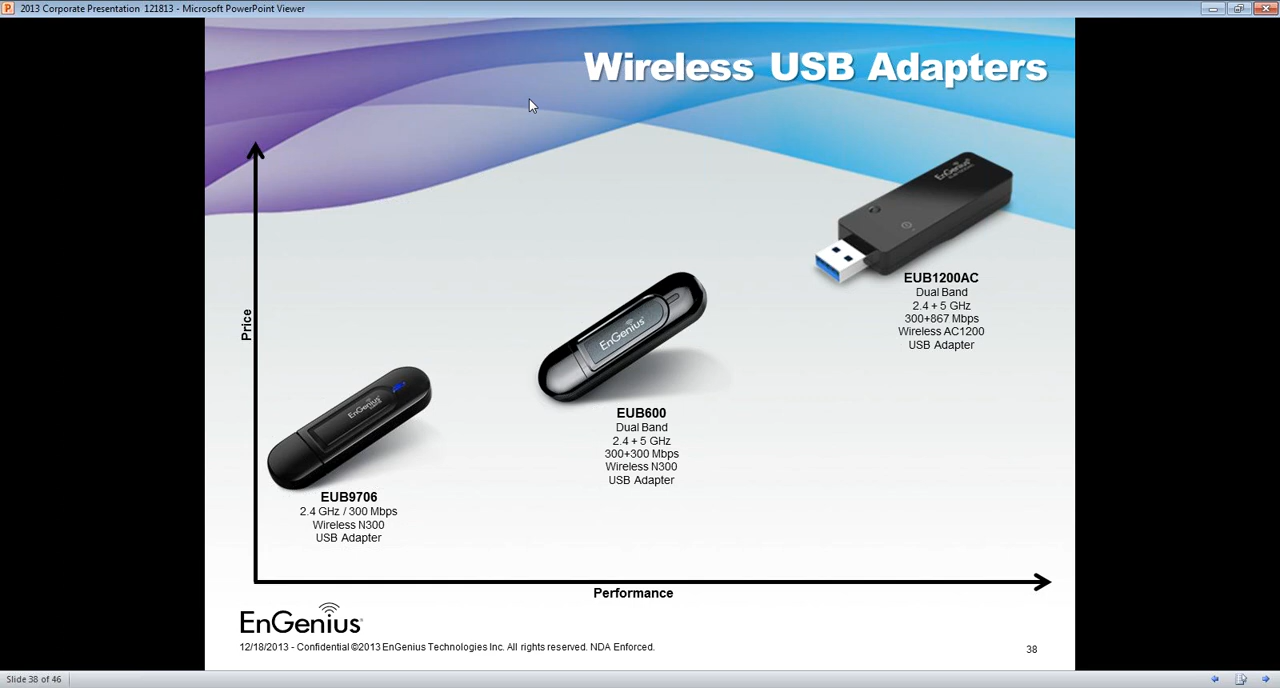 2013 Corporate Presentation 121813 - Microsoft PowerPoint Viewer
Wireless USB Adapters
EnGenius
EUB1200AC
Dual Band
2.4 + 5 GHz
300+867 Mbps
Wireless AC1200
USB Adapter
Price
EnGenius
EUB600
Dual Band
2.4 + 5 GHz
300+300 Mbps
Wireless N300
USB Adapter
EnGenius
EUB9706
2.4 GHz / 300 Mbps
Wireless N300
USB Adapter
Performance
EnGenius
12/18/2013 - Confidential ©2013 EnGenius Technologies Inc. All rights reserved. NDA Enforced.
38
Slide 38 of 46